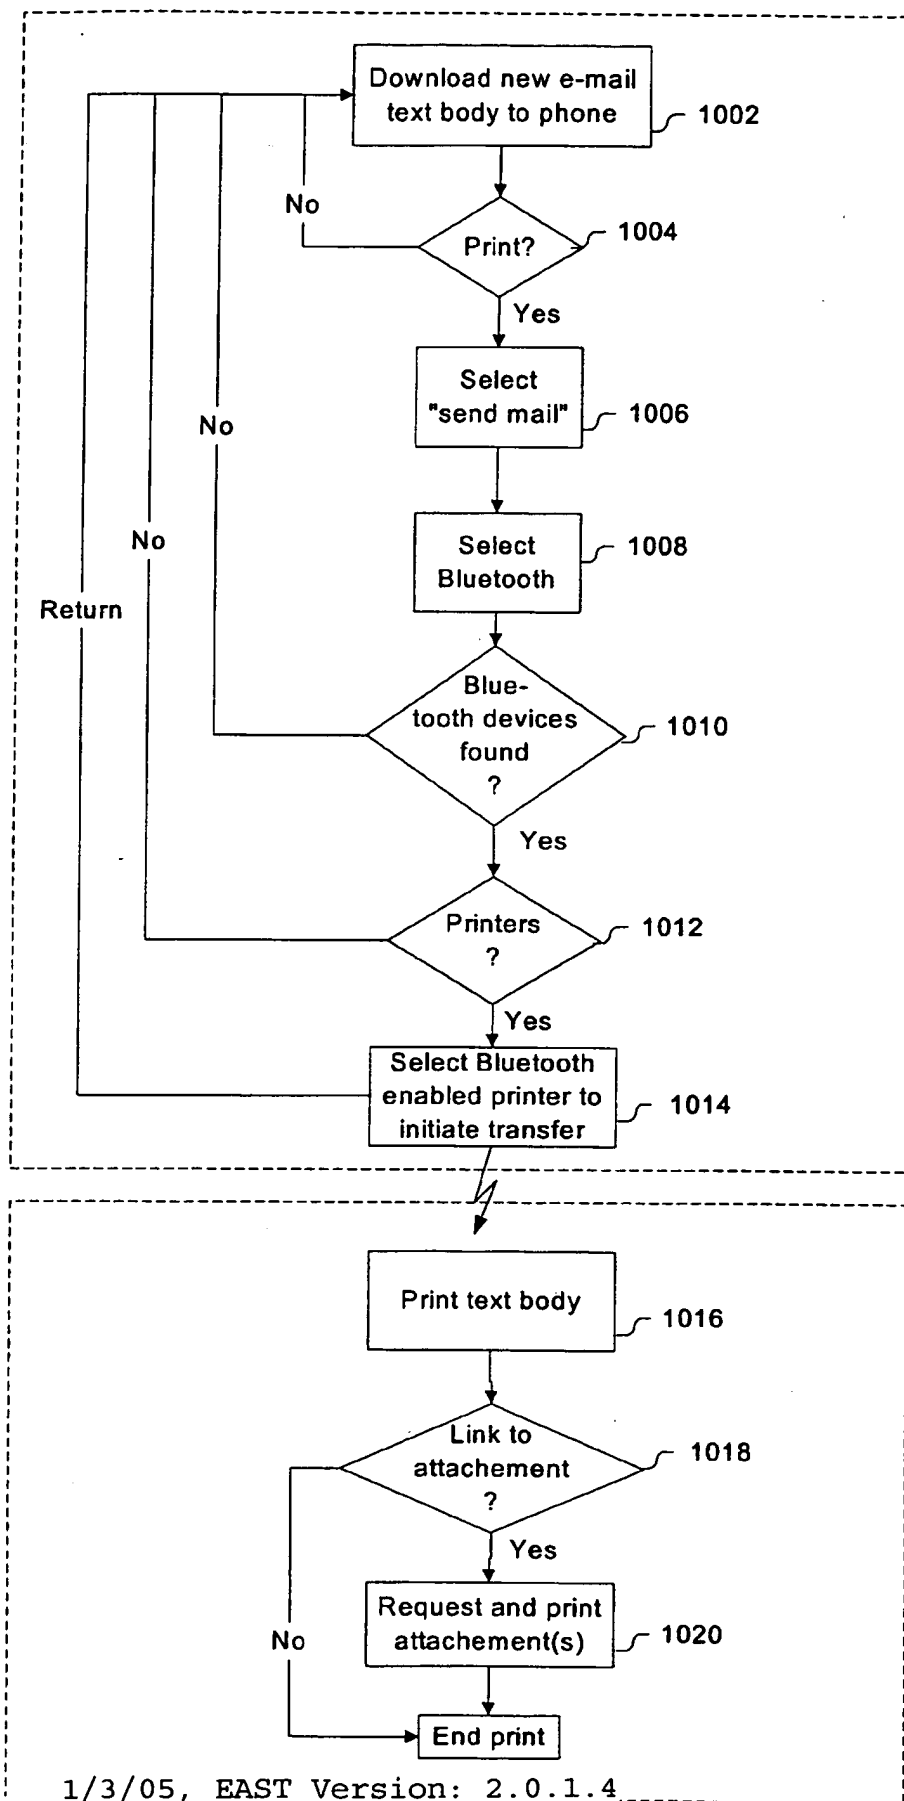 Download new e-mail
text body to phone
1002
No
Print?
1004
Yes
Select
"send mail"
1006
No
Select
Bluetooth
1008
No
Return
Blue-
tooth devices
found
?
1010
Yes
Printers
?
1012
Yes
Select Bluetooth
enabled printer to
initiate transfer
1014
Print text body
1016
Link to
attachement
?
1018
Yes
Request and print
attachement(s)
1020
No
End print
1/3/05, EAST Version: 2.0.1.4